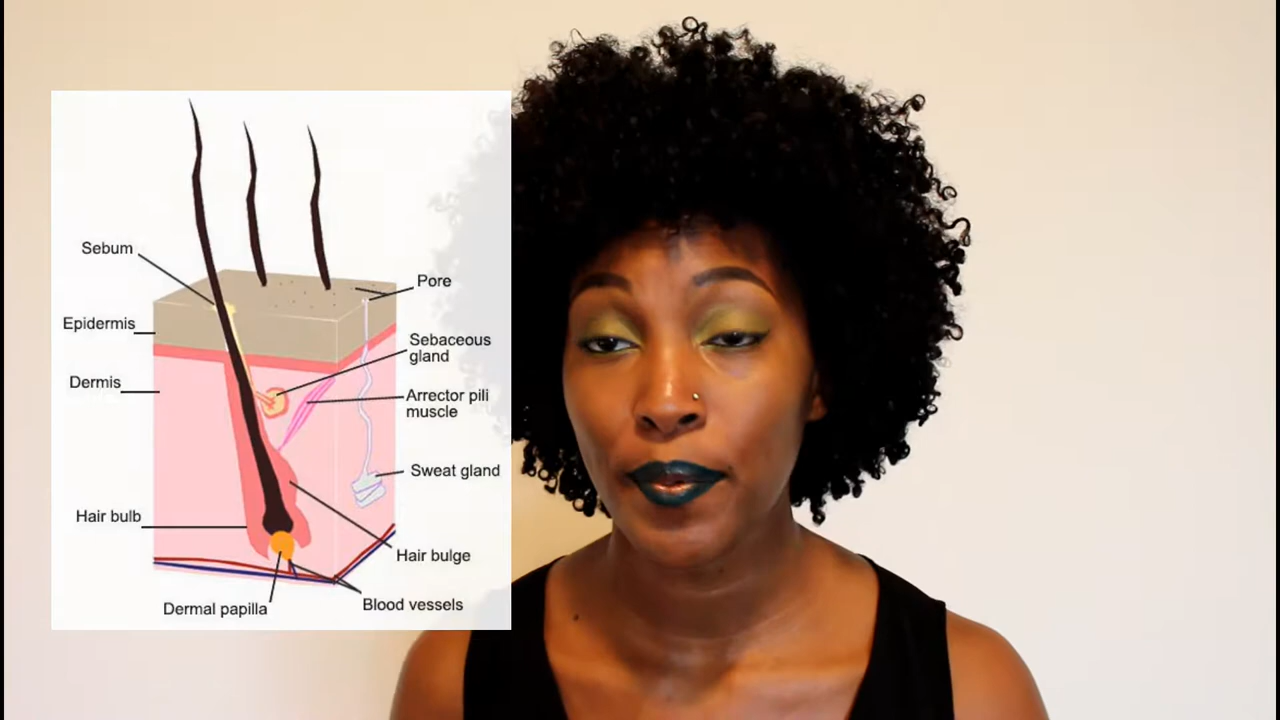 Sebum
Pore
Epidermis
Sebaceous
gland
Dermis
Arrector pili
muscle
Sweat gland
Hair bulb
Hair bulge
Dermal papilla
Blood vessels